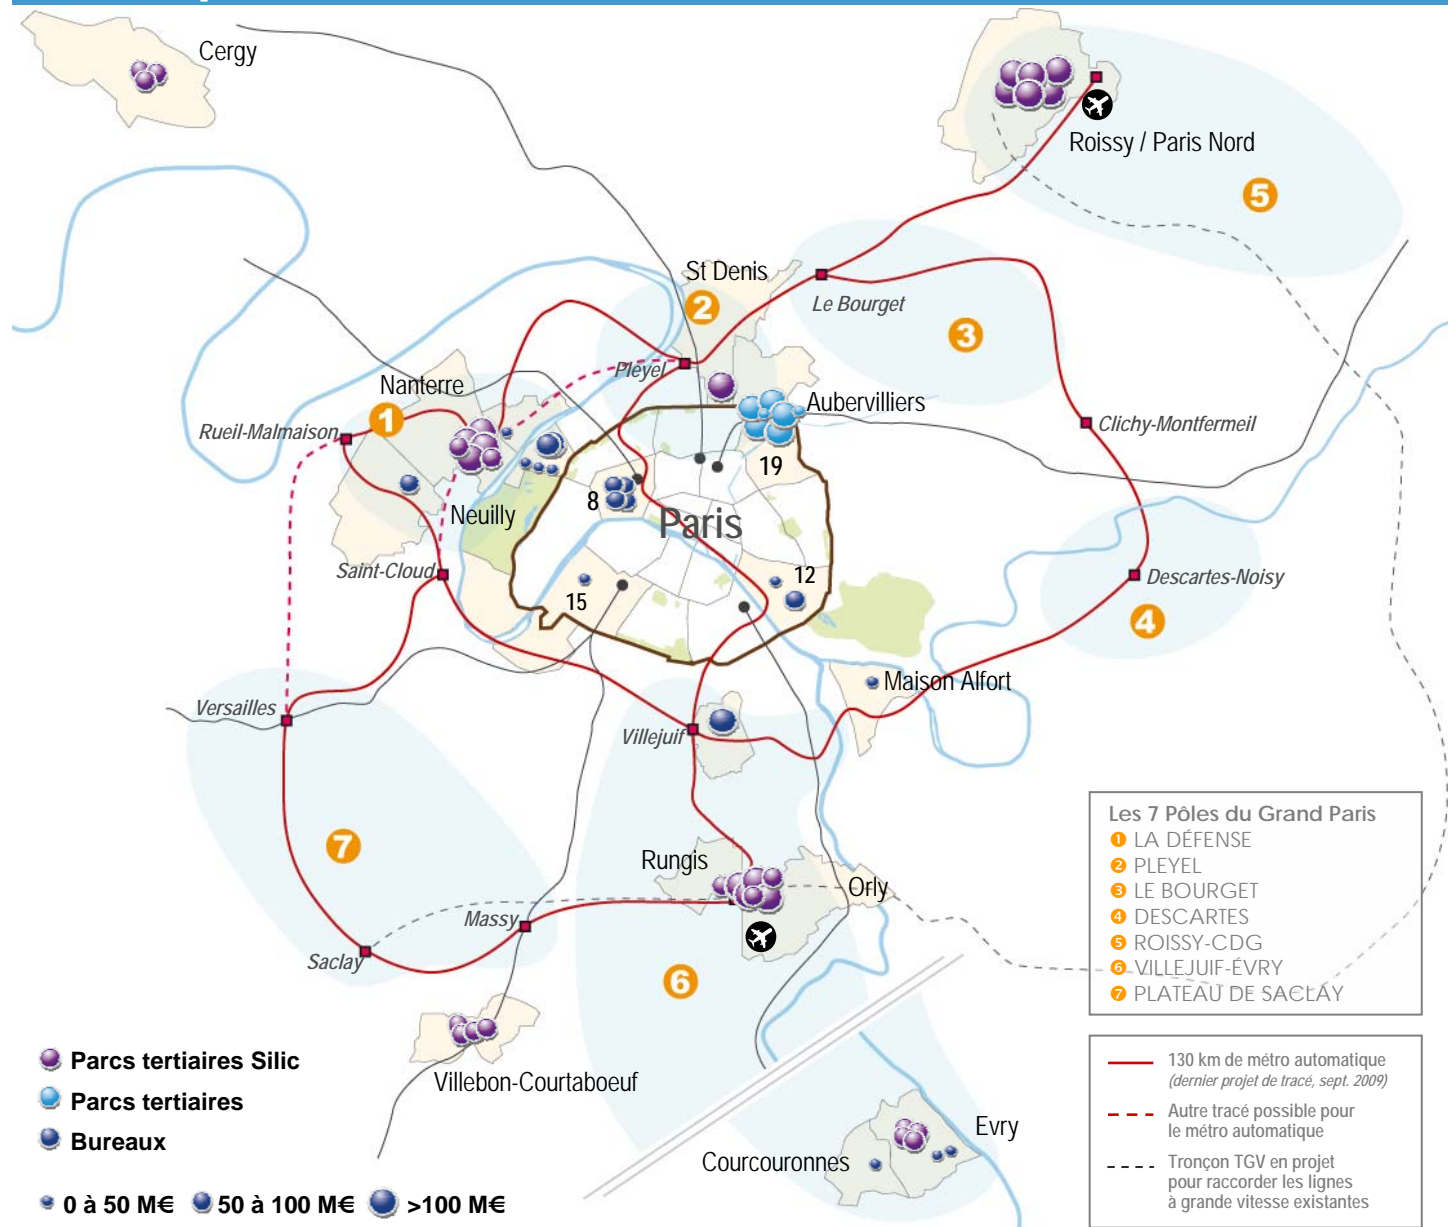 Cergy
Roissy / Paris Nord
5
St Denis
2
Le Bourget
3
Pleyel
Nanterre
1
Aubervilliers
Rueil-Malmaison
Clichy-Montfermeil
19
8
Neuilly
Paris
Saint-Cloud
12
Descartes-Noisy
15
4
Maison Alfort
Versailles
Villejuif
7
Rungis
Orly
Massy
Saclay
6
Villebon-Courtaboeuf
Evry
Courcouronnes
Les 7 Pôles du Grand Paris
1 LA DÉFENSE
2 PLEYEL
3 LE BOURGET
4 DESCARTES
5 ROISSY-CDG
6 VILLEJUIF-ÉVRY
7 PLATEAU DE SACLAY
130 km de métro automatique
(dernier projet de tracé, sept. 2009)
Autre tracé possible pour
le métro automatique
Tronçon TGV en projet
pour raccorder les lignes
à grande vitesse existantes
Parcs tertiaires Silic
Parcs tertiaires
Bureaux
0 à 50 M€ 50 à 100 M€ >100 M€